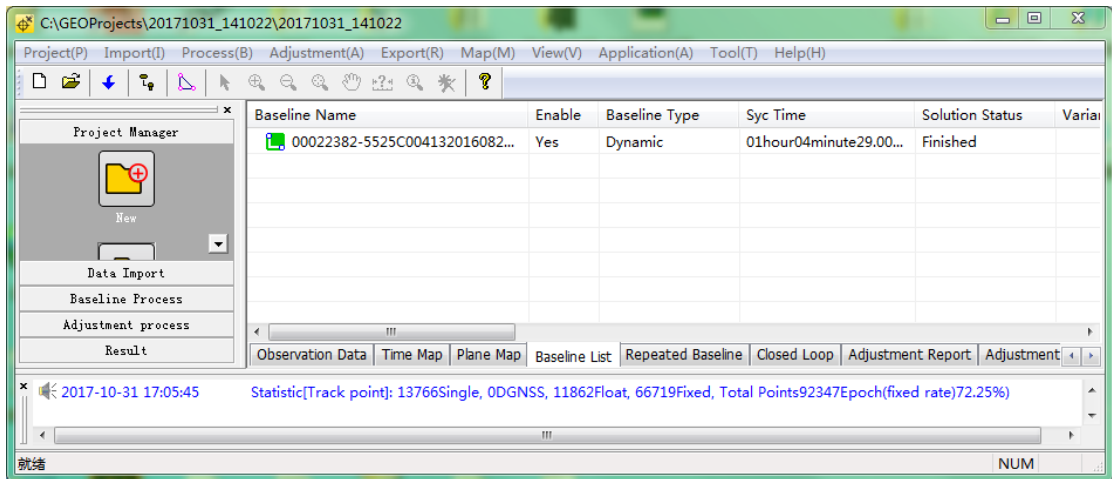 C:\GEOProjects\20171031_141022\20171031_141022
Project(P) Import(I) Process(B) Adjustment(A) Export(R) Map(M) View(V) Application(A) Tool(T) Help(H)
Project Manager
New
Data Import
Baseline Process
Adjustment process
Result
Baseline Name Enable Baseline Type Syc Time Solution Status Varian
00022382-5525C004132016082... Yes Dynamic 01hour04minute29.00... Finished
Observation Data Time Map Plane Map Baseline List Repeated Baseline Closed Loop Adjustment Report Adjustment
2017-10-31 17:05:45 Statistic[Track point]: 13766Single, 0DGNSS, 11862Float, 66719Fixed, Total Points92347Epoch(fixed rate)72.25%)
就绪 NUM